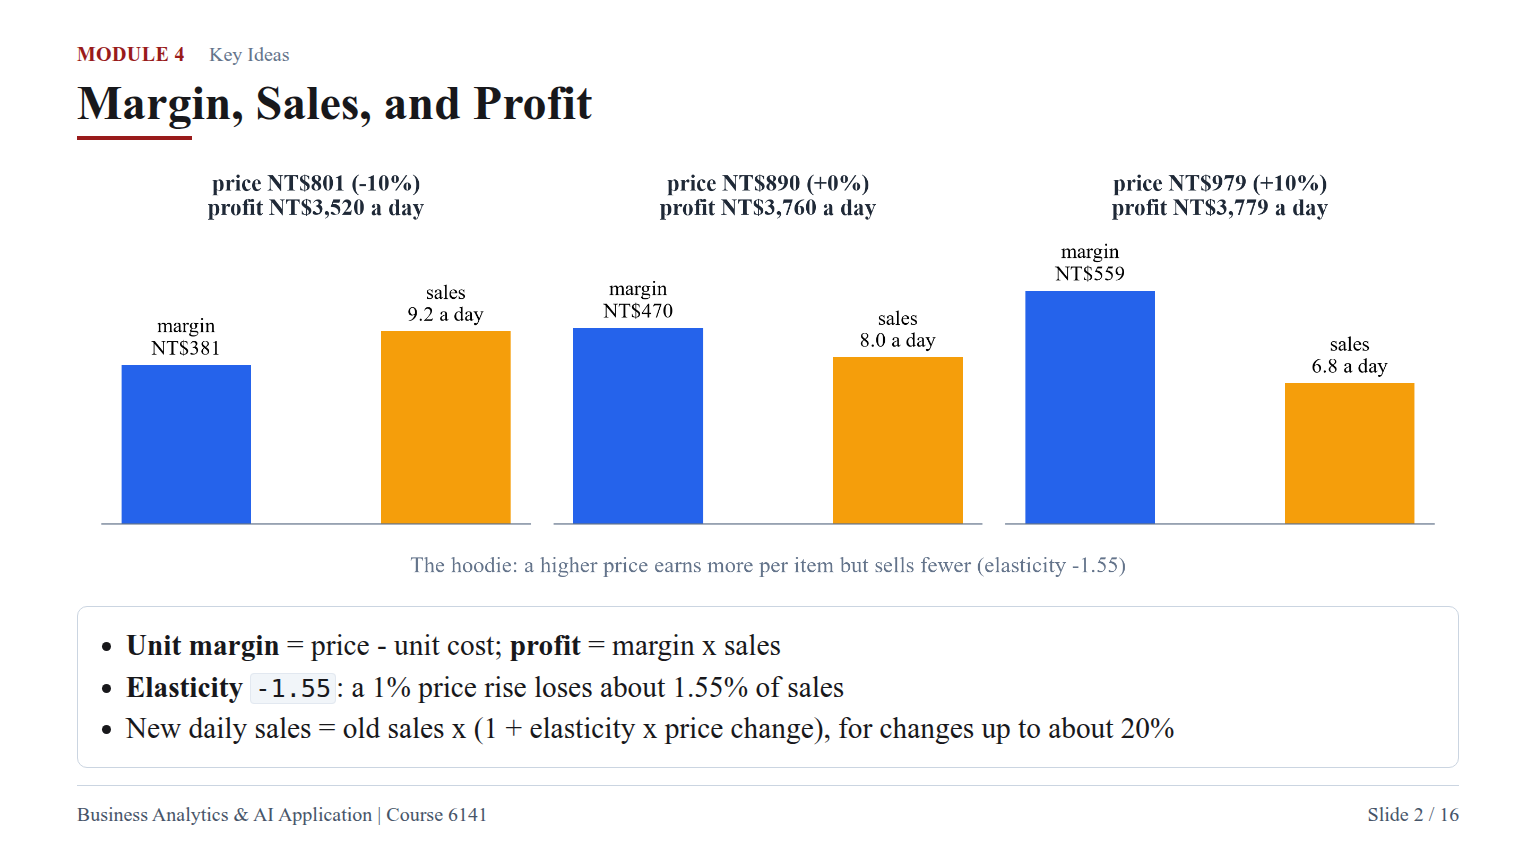 MODULE 4 Key Ideas
Margin, Sales, and Profit
price NT$801 (-10%)
profit NT$3,520 a day
margin
NT$381
sales
9.2 a day
price NT$890 (+0%)
profit NT$3,760 a day
margin
NT$470
sales
8.0 a day
price NT$979 (+10%)
profit NT$3,779 a day
margin
NT$559
sales
6.8 a day
The hoodie: a higher price earns more per item but sells fewer (elasticity -1.55)
• Unit margin = price - unit cost; profit = margin x sales
• Elasticity -1.55: a 1% price rise loses about 1.55% of sales
• New daily sales = old sales x (1 + elasticity x price change), for changes up to about 20%
Business Analytics & AI Application | Course 6141
Slide 2 / 16